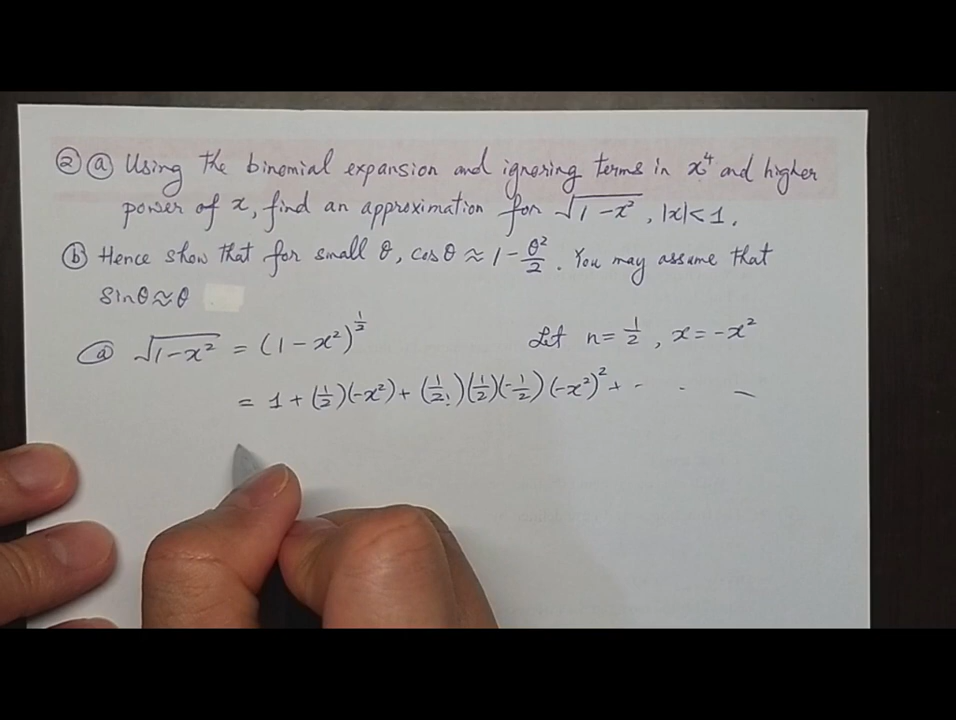 ② ⓐ Using the binomial expansion and ignoring terms in x⁴ and higher
power of x, find an approximation for √(1-x²), |x|<1.
ⓑ Hence show that for small θ, cosθ ≈ 1-θ²/2. You may assume that
sinθ≈θ
ⓐ √(1-x²) = (1-x²)^(1/2) Let n=1/2, x=-x²
= 1+(1/2)(-x²)+(1/2!)(1/2)(-1/2)(-x²)²+ - . -